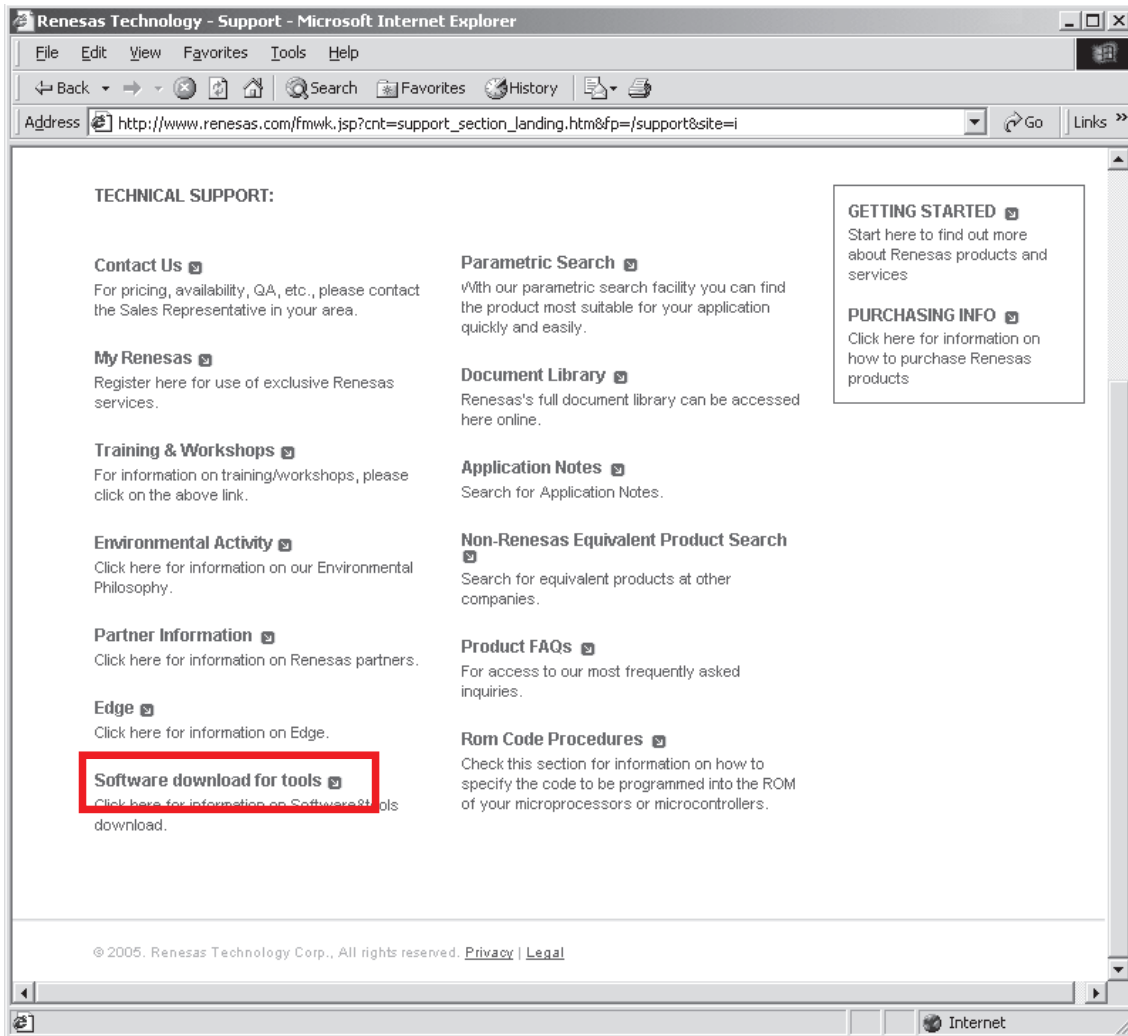 Renesas Technology - Support - Microsoft Internet Explorer
File Edit View Favorites Tools Help
Back Search Favorites History
Address http://www.renesas.com/fmwk.jsp?cnt=support_section_landing.htm&fp=/support&site=i Go Links »
TECHNICAL SUPPORT:
Contact Us
For pricing, availability, QA, etc., please contact
the Sales Representative in your area.
My Renesas
Register here for use of exclusive Renesas
services.
Training & Workshops
For information on training/workshops, please
click on the above link.
Environmental Activity
Click here for information on our Environmental
Philosophy.
Partner Information
Click here for information on Renesas partners.
Edge
Click here for information on Edge.
Software download for tools
Click here for information on Software&tools
download.
Parametric Search
With our parametric search facility you can find
the product most suitable for your application
quickly and easily.
Document Library
Renesas's full document library can be accessed
here online.
Application Notes
Search for Application Notes.
Non-Renesas Equivalent Product Search
Search for equivalent products at other
companies.
Product FAQs
For access to our most frequently asked
inquiries.
Rom Code Procedures
Check this section for information on how to
specify the code to be programmed into the ROM
of your microprocessors or microcontrollers.
GETTING STARTED
Start here to find out more
about Renesas products and
services
PURCHASING INFO
Click here for information on
how to purchase Renesas
products
© 2005. Renesas Technology Corp., All rights reserved. Privacy | Legal
Internet